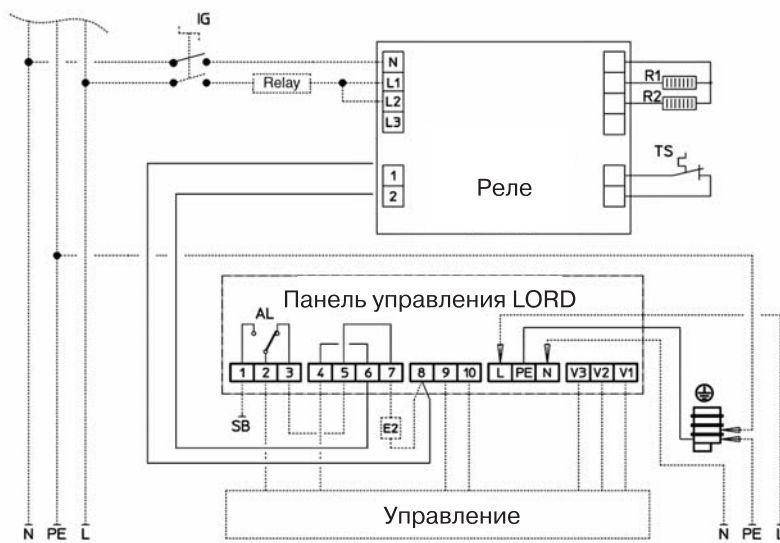 IG
N
L1
Relay
L2
L3
R1
R2
TS
1
2
Реле
Панель управления LORD
AL
1 2 3 4 5 6 7 8 9 10 L PE N V3 V2 V1
SB
E2
Управление
N PE L
N PE L